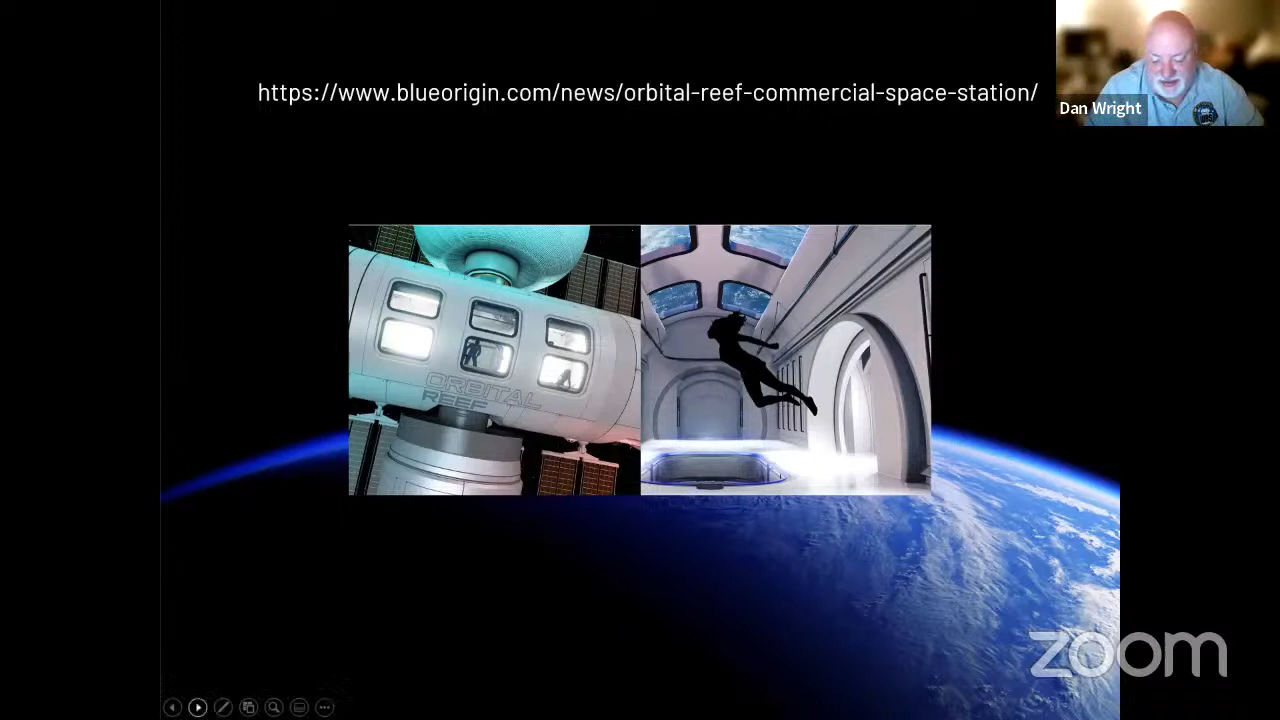 https://www.blueorigin.com/news/orbital-reef-commercial-space-station/
Dan Wright
ORBITAL
REEF
zoom